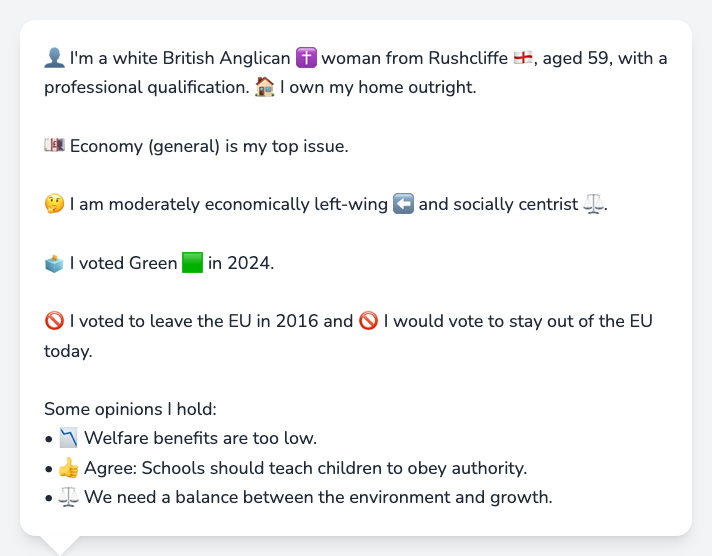 👤 I'm a white British Anglican ✝️ woman from Rushcliffe 🏴󠁧󠁢󠁥󠁮󠁧󠁿, aged 59, with a
professional qualification. 🏠 I own my home outright.
💷 Economy (general) is my top issue.
🤔 I am moderately economically left-wing ⬅️ and socially centrist ⚖️.
🗳️ I voted Green 🟩 in 2024.
🚫 I voted to leave the EU in 2016 and 🚫 I would vote to stay out of the EU
today.
Some opinions I hold:
• 📉 Welfare benefits are too low.
• 👍 Agree: Schools should teach children to obey authority.
• ⚖️ We need a balance between the environment and growth.